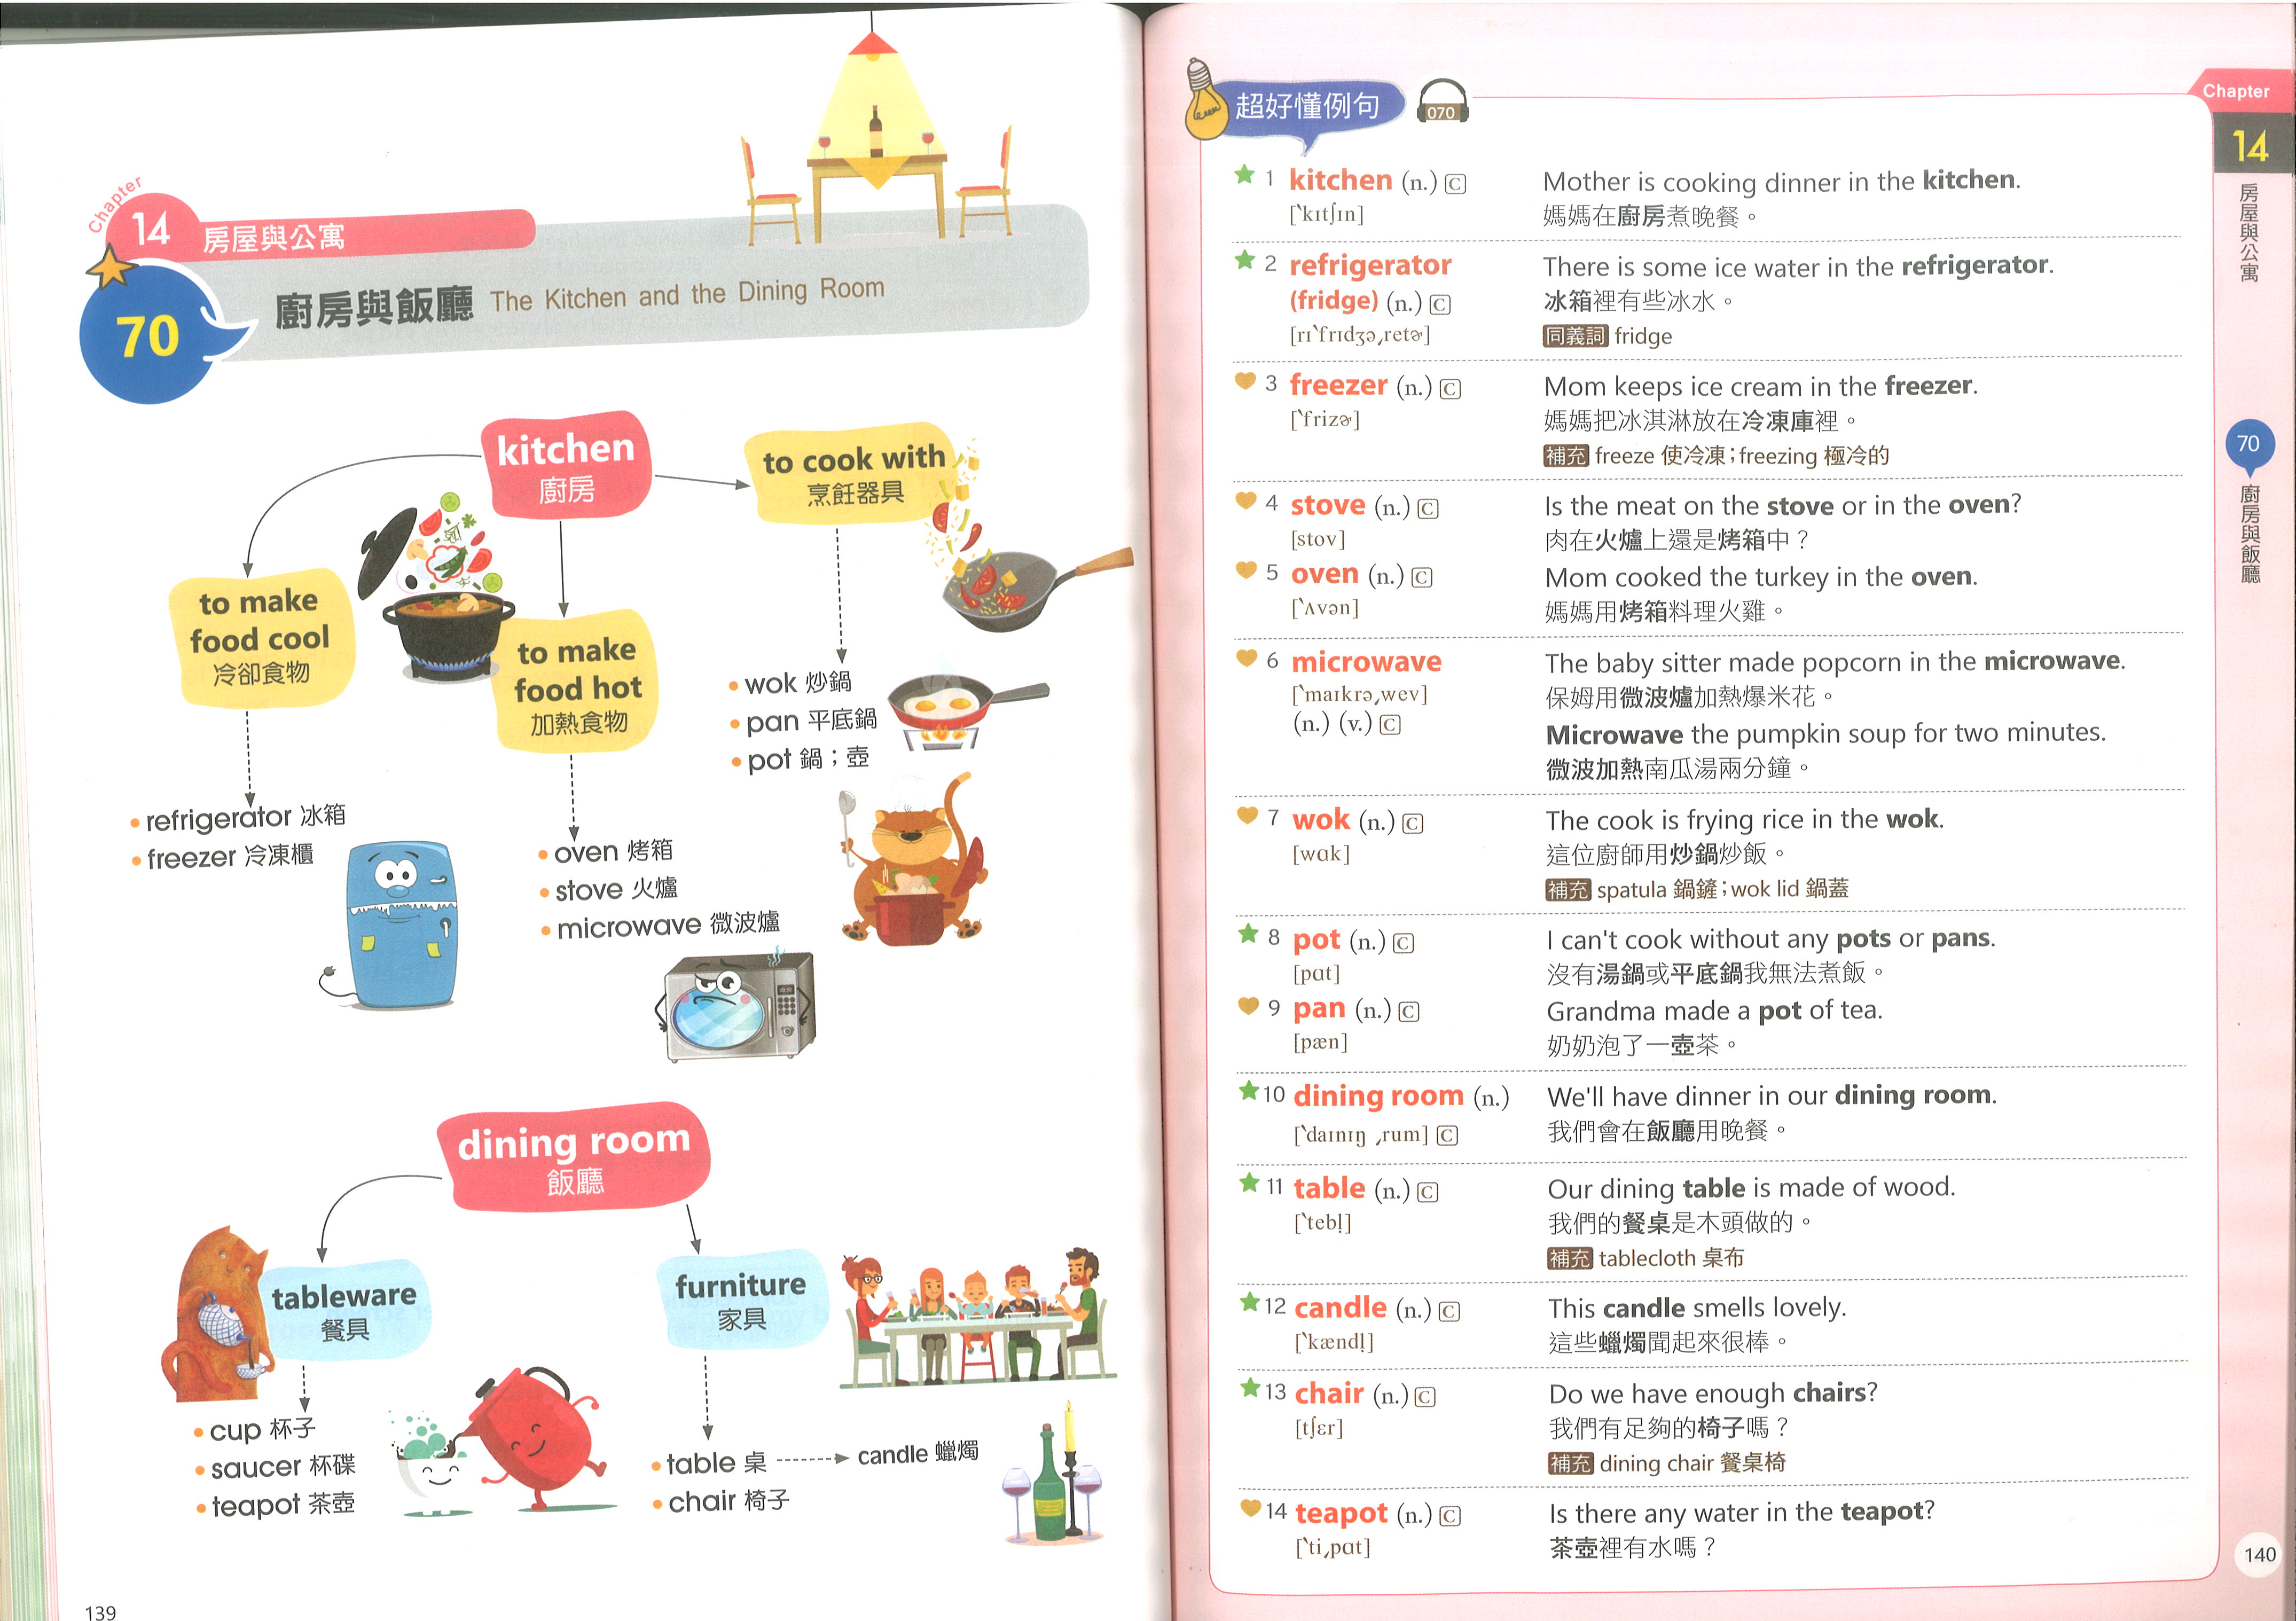 Chapter
14 房屋與公寓
70
廚房與飯廳 The Kitchen and the Dining Room
kitchen
廚房
to cook with
烹飪器具
to make
food cool
冷卻食物
to make
food hot
加熱食物
wok 炒鍋
pan 平底鍋
pot 鍋；壺
refrigerator 冰箱
freezer 冷凍櫃
oven 烤箱
stove 火爐
microwave 微波爐
dining room
飯廳
tableware
餐具
furniture
家具
cup 杯子
saucer 杯碟
teapot 茶壺
table 桌
candle 蠟燭
chair 椅子
139
超好懂例句
070
1 kitchen (n.) C
[ˋkɪtʃɪn]
Mother is cooking dinner in the kitchen.
媽媽在廚房煮晚餐。
2 refrigerator
(fridge) (n.) C
[rɪˋfrɪdʒəˏretɚ]
There is some ice water in the refrigerator.
冰箱裡有些冰水。
同義詞 fridge
3 freezer (n.) C
[ˋfrizɚ]
Mom keeps ice cream in the freezer.
媽媽把冰淇淋放在冷凍庫裡。
補充 freeze 使冷凍；freezing 極冷的
4 stove (n.) C
[stov]
Is the meat on the stove or in the oven?
肉在火爐上還是烤箱中？
5 oven (n.) C
[ˋʌvən]
Mom cooked the turkey in the oven.
媽媽用烤箱料理火雞。
6 microwave
[ˋmaɪkrəˏwev]
(n.) (v.) C
The baby sitter made popcorn in the microwave.
保姆用微波爐加熱爆米花。
Microwave the pumpkin soup for two minutes.
微波加熱南瓜湯兩分鐘。
7 wok (n.) C
[wɑk]
The cook is frying rice in the wok.
這位廚師用炒鍋炒飯。
補充 spatula 鍋鏟；wok lid 鍋蓋
8 pot (n.) C
[pɑt]
I can't cook without any pots or pans.
沒有湯鍋或平底鍋我無法煮飯。
9 pan (n.) C
[pæn]
Grandma made a pot of tea.
奶奶泡了一壺茶。
10 dining room (n.)
[ˋdaɪnɪŋ ˏrum] C
We'll have dinner in our dining room.
我們會在飯廳用晚餐。
11 table (n.) C
[ˋtebl̩]
Our dining table is made of wood.
我們的餐桌是木頭做的。
補充 tablecloth 桌布
12 candle (n.) C
[ˋkændl̩]
This candle smells lovely.
這些蠟燭聞起來很棒。
13 chair (n.) C
[tʃɛr]
Do we have enough chairs?
我們有足夠的椅子嗎？
補充 dining chair 餐桌椅
14 teapot (n.) C
[ˋtiˏpɑt]
Is there any water in the teapot?
茶壺裡有水嗎？
Chapter
14
房屋與公寓
70
廚房與飯廳
140